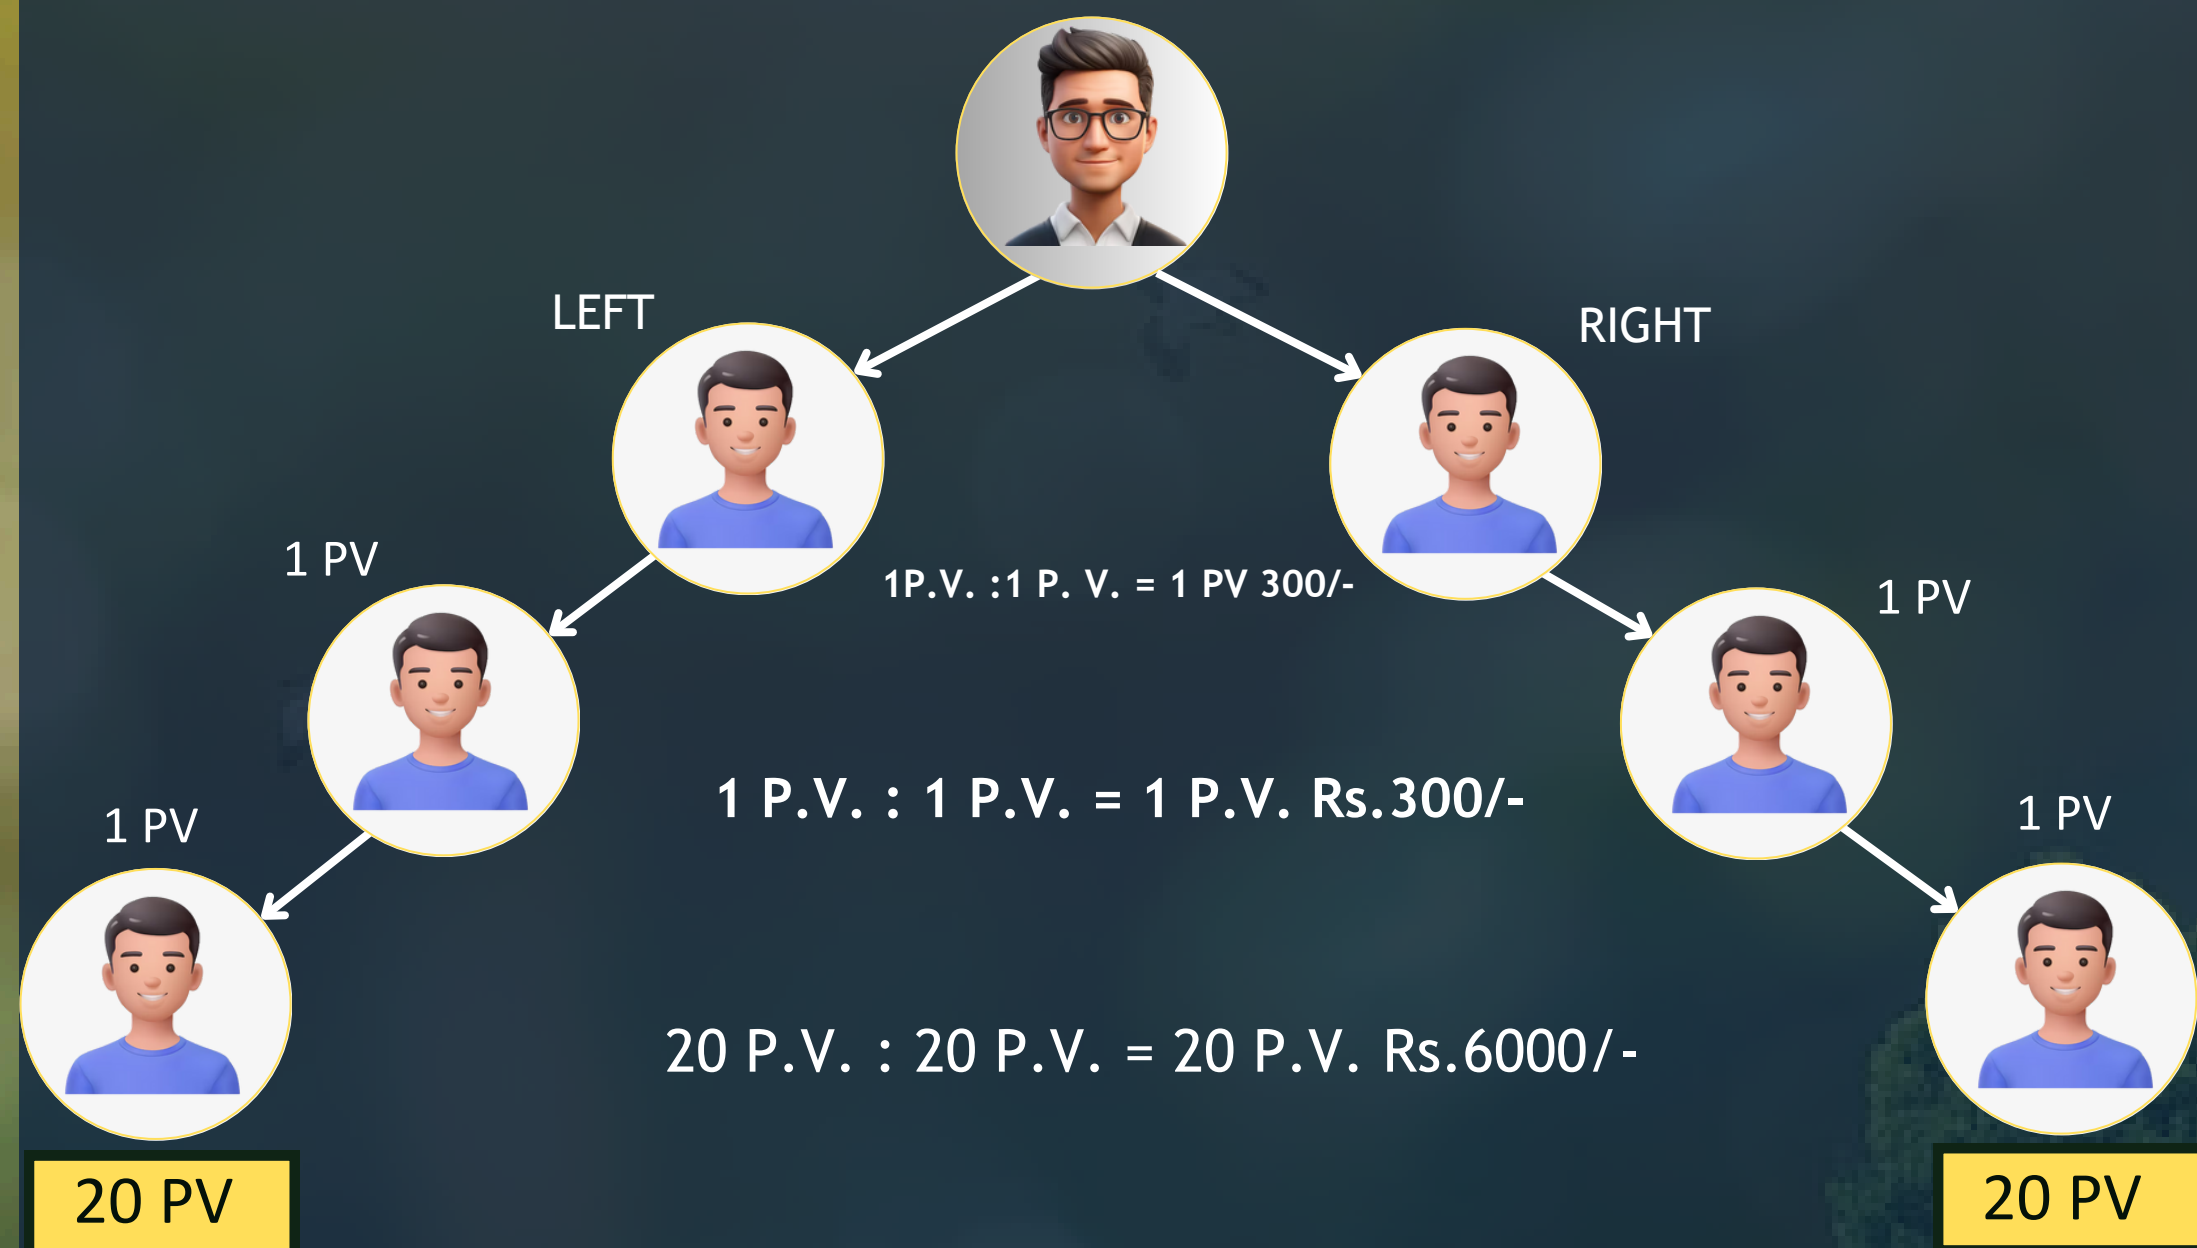 LEFT
RIGHT
1 PV
1P.V. :1 P. V. = 1 PV 300/-
1 PV
1 P.V. : 1 P.V. = 1 P.V. Rs.300/-
1 PV
1 PV
20 P.V. : 20 P.V. = 20 P.V. Rs.6000/-
20 PV
20 PV